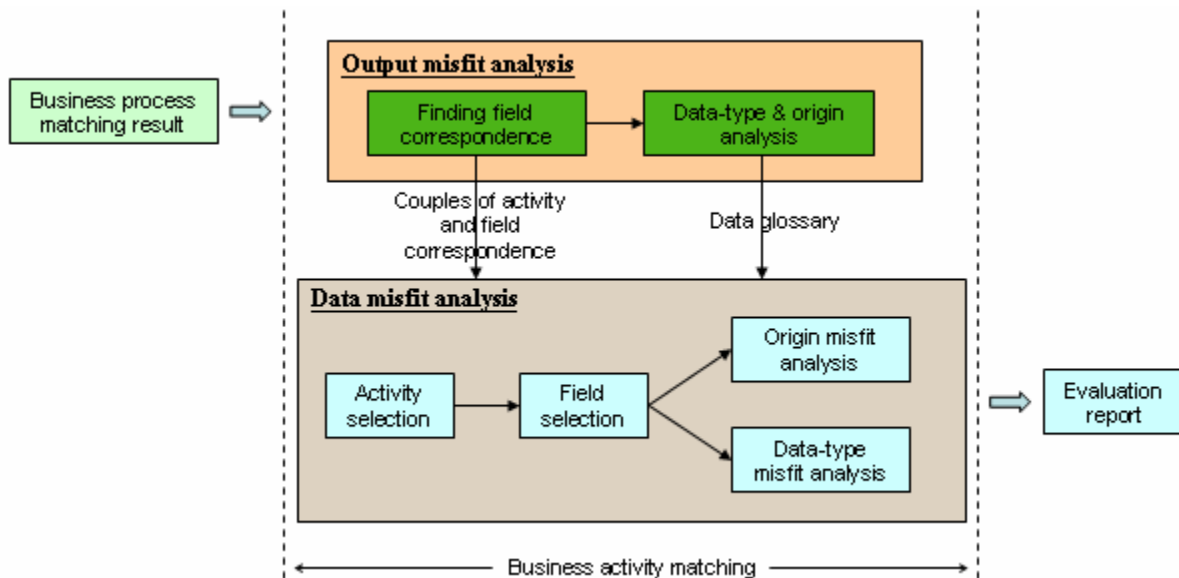 Output misfit analysis
Business process
matching result
Finding field
correspondence
Data-type & origin
analysis
Couples of activity
and field
correspondence
Data glossary
Data misfit analysis
Activity
selection
Field
selection
Origin misfit
analysis
Data-type
misfit analysis
Evaluation
report
Business activity matching